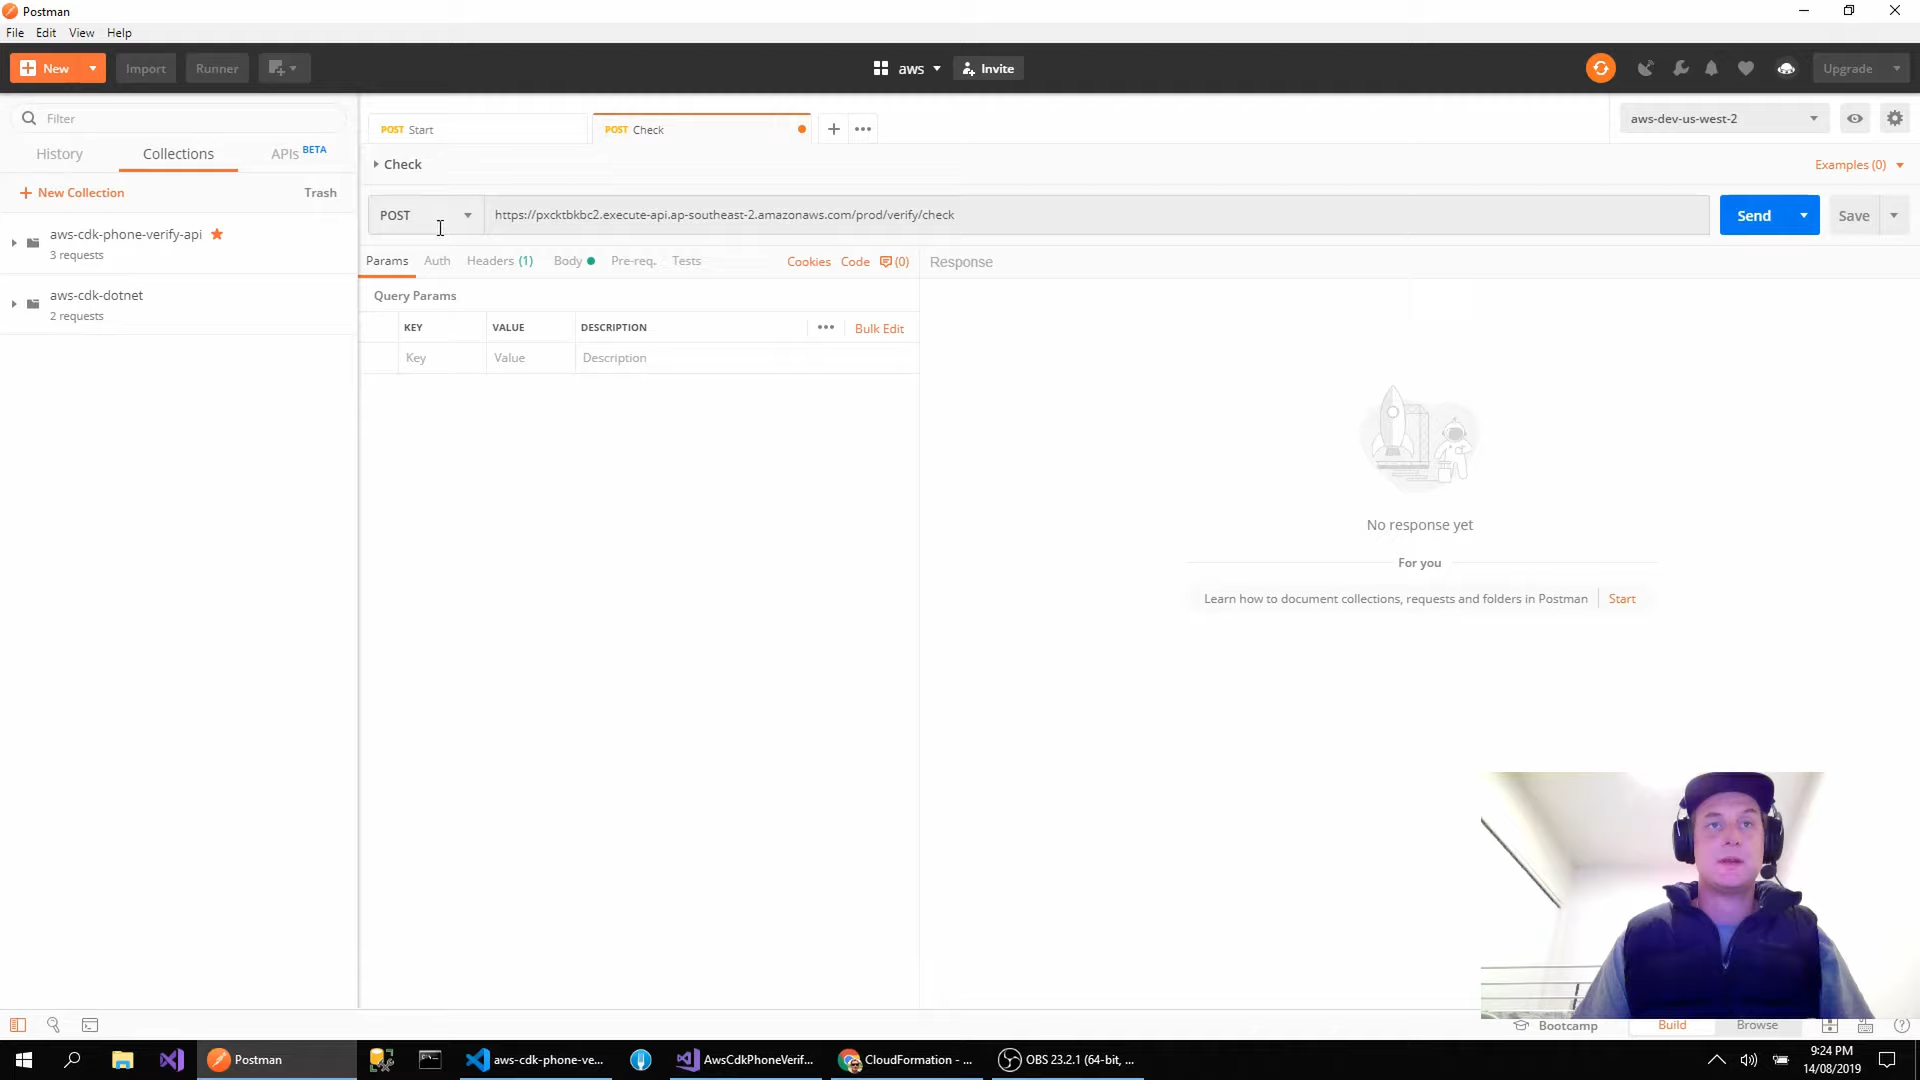 Postman
File Edit View Help
New Import Runner aws Invite Upgrade
Filter
History Collections APIs BETA
New Collection Trash
aws-cdk-phone-verify-api
3 requests
aws-cdk-dotnet
2 requests
POST Start POST Check
aws-dev-us-west-2
Check
Examples (0)
POST https://pxcktbkbc2.execute-api.ap-southeast-2.amazonaws.com/prod/verify/check Send Save
Params Auth Headers (1) Body Pre-req. Tests Cookies Code (0) Response
Query Params
KEY VALUE DESCRIPTION Bulk Edit
Key Value Description
No response yet
For you
Learn how to document collections, requests and folders in Postman Start
Bootcamp Build Browse
Postman aws-cdk-phone-ve... AwsCdkPhoneVerif... CloudFormation - ... OBS 23.2.1 (64-bit, ...
9:24 PM
14/08/2019